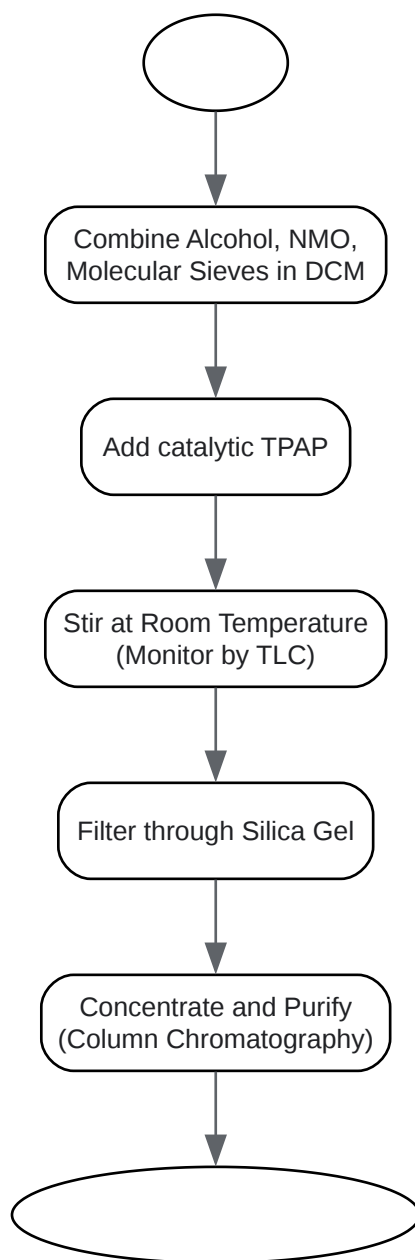 Combine Alcohol, NMO,
Molecular Sieves in DCM
Add catalytic TPAP
Stir at Room Temperature
(Monitor by TLC)
Filter through Silica Gel
Concentrate and Purify
(Column Chromatography)